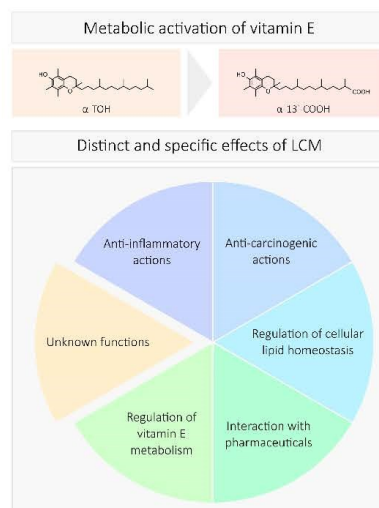 Metabolic activation of vitamin E
HO
O
α TOH
HO
O
COOH
α 13' COOH
Distinct and specific effects of LCM
Anti-inflammatory
actions
Anti-carcinogenic
actions
Unknown functions
Regulation of cellular
lipid homeostasis
Regulation of
vitamin E
metabolism
Interaction with
pharmaceuticals